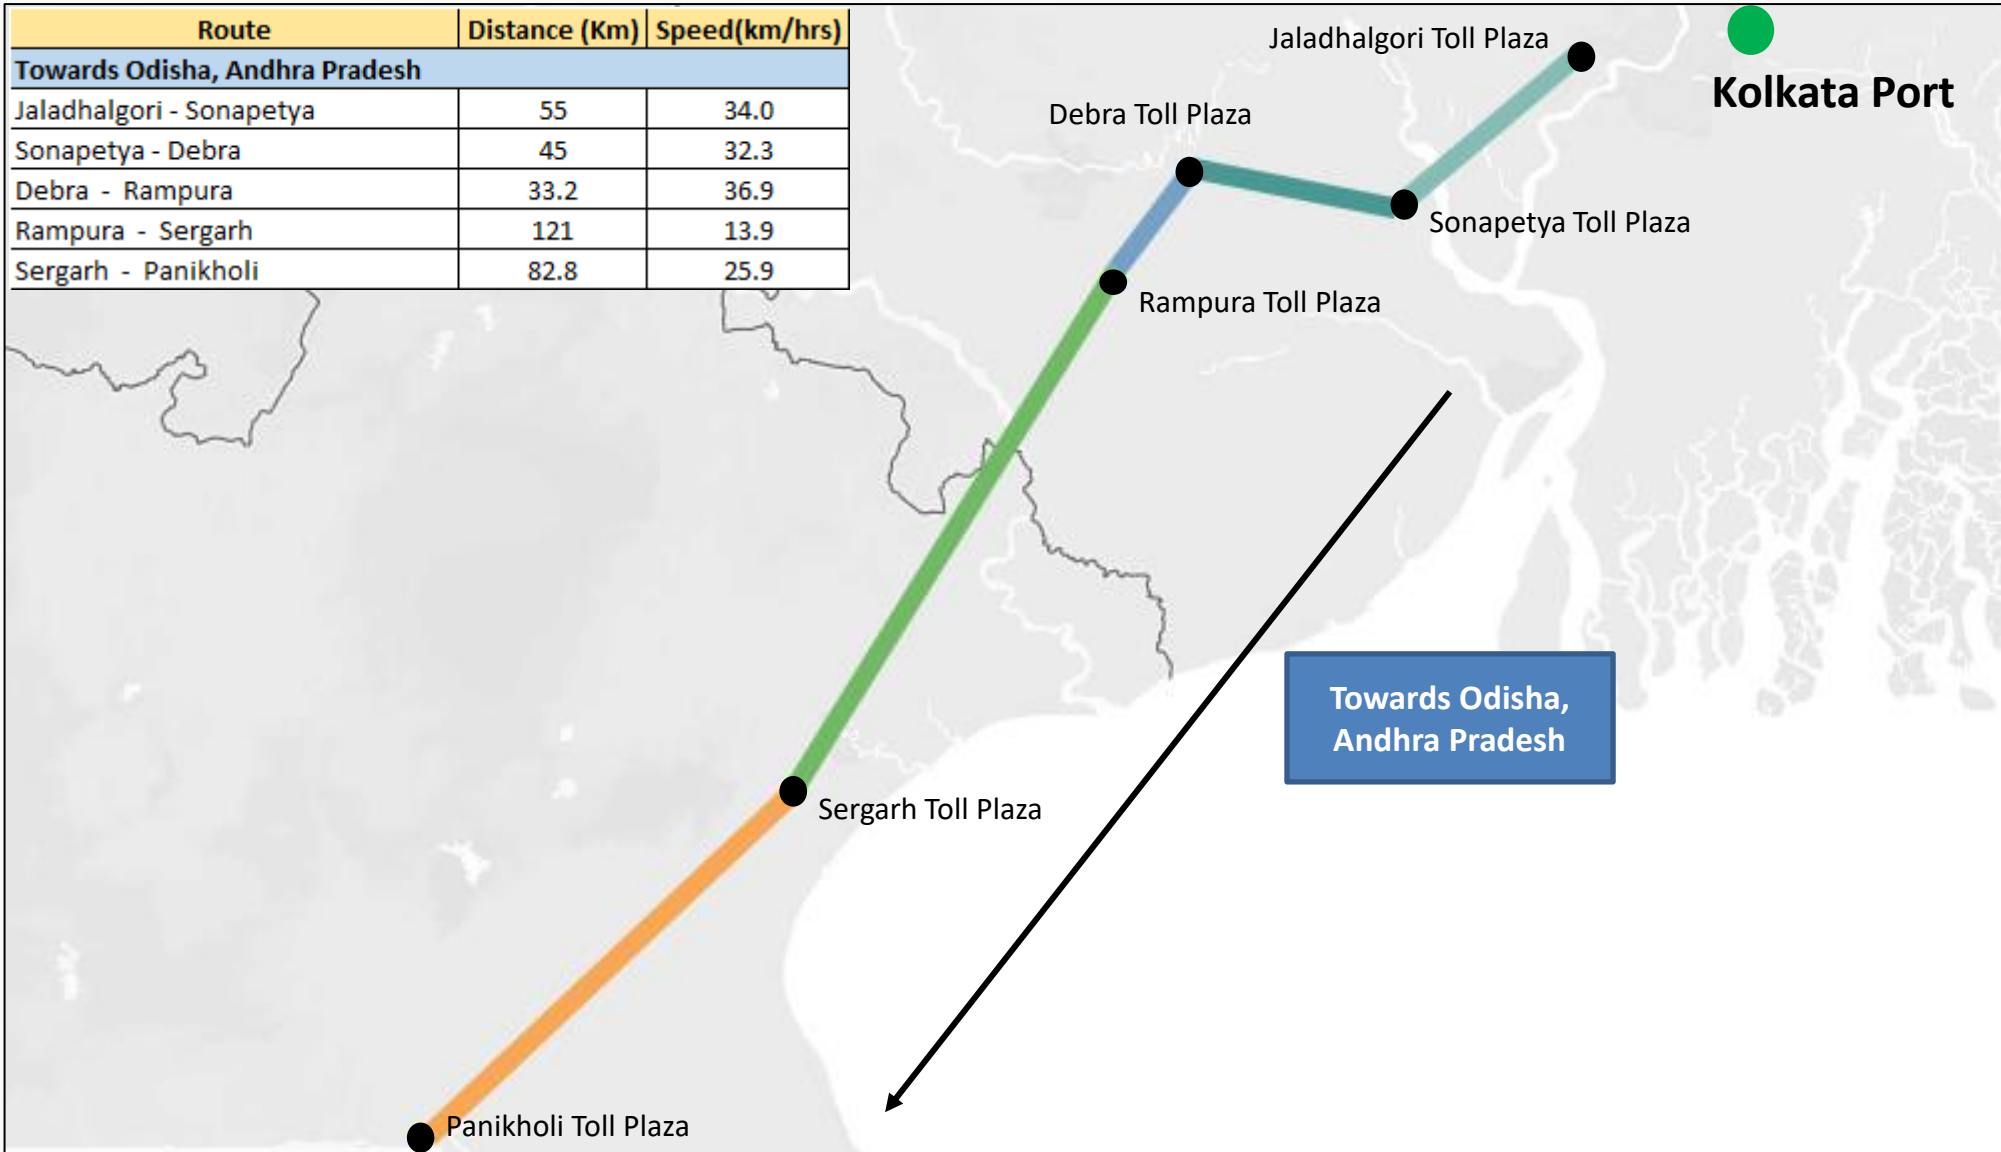 Route Distance (Km) Speed(km/hrs)
Towards Odisha, Andhra Pradesh
Jaladhalgori - Sonapetya 55 34.0
Sonapetya - Debra 45 32.3
Debra - Rampura 33.2 36.9
Rampura - Sergarh 121 13.9
Sergarh - Panikholi 82.8 25.9
Jaladhalgori Toll Plaza
Kolkata Port
Debra Toll Plaza
Sonapetya Toll Plaza
Rampura Toll Plaza
Towards Odisha,
Andhra Pradesh
Sergarh Toll Plaza
Panikholi Toll Plaza